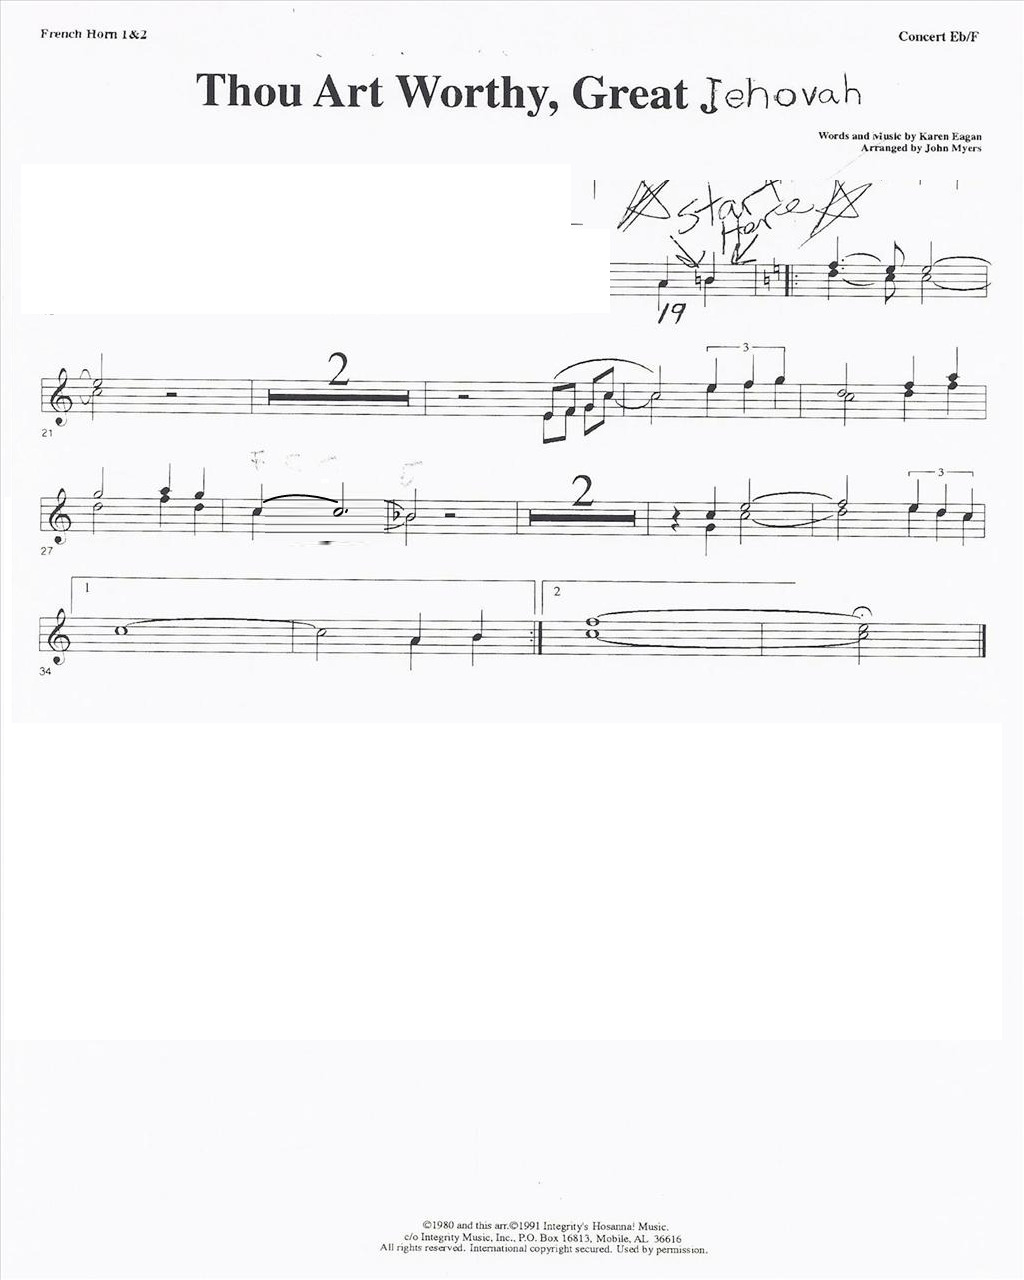 French Horn 1&2
Concert Eb/F
Thou Art Worthy, Great Jehovah
Words and Music by Karen Eagan
Arranged by John Myers
Start Here
Here
19
3
2
21
2
3
27
1
2
34
©1980 and this arr.©1991 Integrity's Hosanna! Music.
c/o Integrity Music, Inc., P.O. Box 16813, Mobile, AL 36616
All rights reserved. International copyright secured. Used by permission.